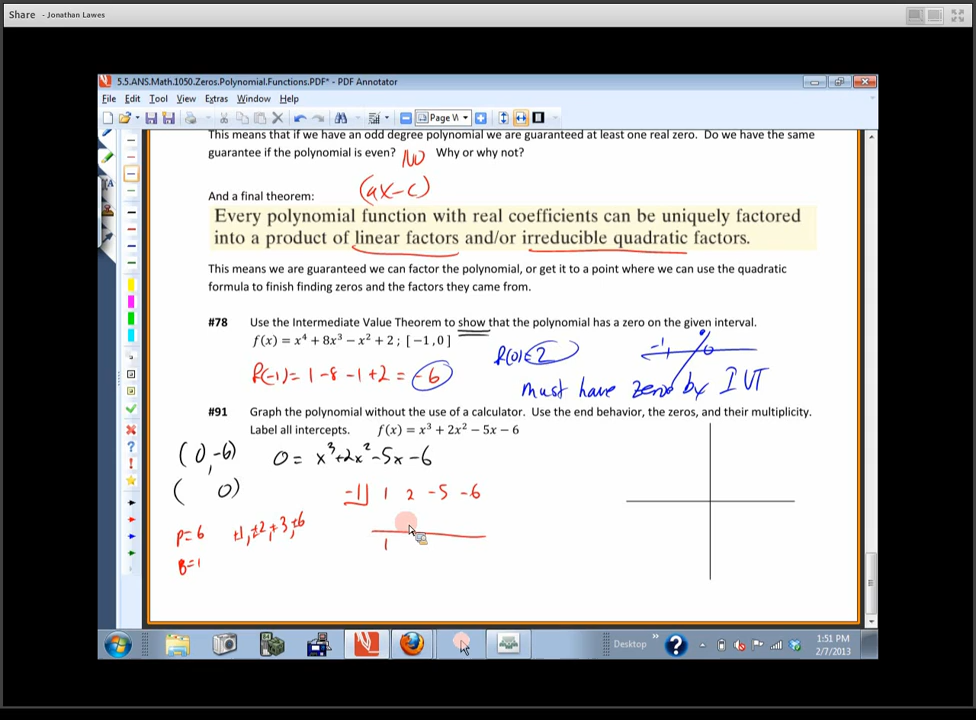 Share - Jonathan Lawes
5.5.ANS.Math.1050.Zeros.Polynomial.Functions.PDF* - PDF Annotator
File Edit Tool View Extras Window Help
Page W
This means that if we have an odd degree polynomial we are guaranteed at least one real zero. Do we have the same
guarantee if the polynomial is even? NO Why or why not?
And a final theorem: (ax-c)
Every polynomial function with real coefficients can be uniquely factored
into a product of linear factors and/or irreducible quadratic factors.
This means we are guaranteed we can factor the polynomial, or get it to a point where we can use the quadratic
formula to finish finding zeros and the factors they came from.
#78 Use the Intermediate Value Theorem to show that the polynomial has a zero on the given interval.
f(x) = x⁴ + 8x³ − x² + 2 ; [−1,0]
f(0)=2 -1 0
f(-1)= 1-8-1+2 = -6
must have zero by IVT
#91 Graph the polynomial without the use of a calculator. Use the end behavior, the zeros, and their multiplicity.
Label all intercepts. f(x) = x³ + 2x² − 5x − 6
(0,-6) 0= x³+2x²-5x-6
( 0) -1| 1 2 -5 -6
P=6 ±1,±2,±3,±6
1
8=1
Desktop
1:51 PM
2/7/2013